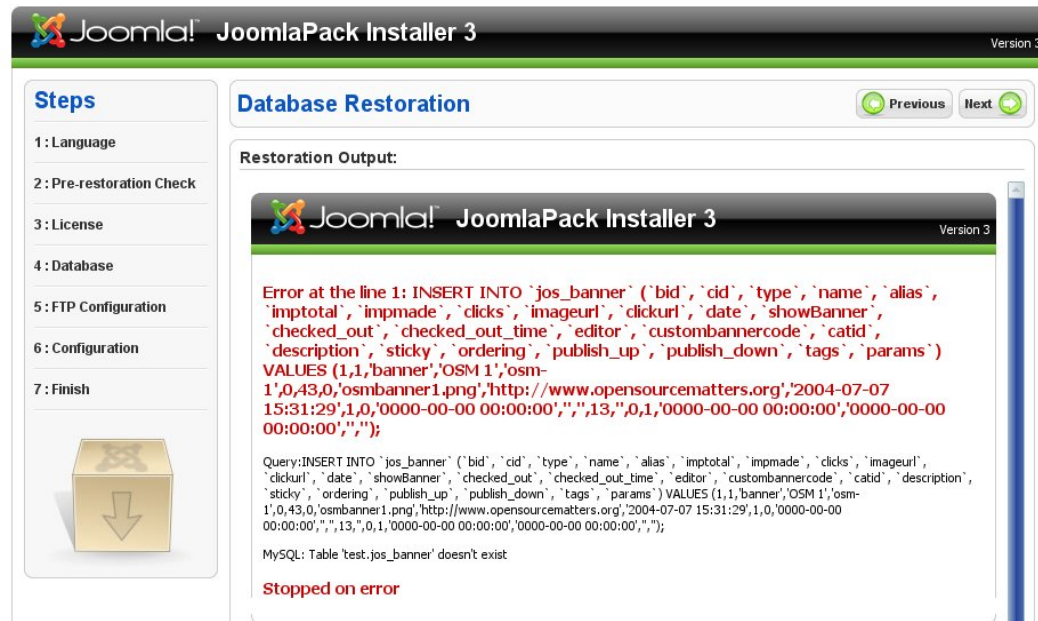 Joomla!™ JoomlaPack Installer 3
Version 3
Steps
1 : Language
2 : Pre-restoration Check
3 : License
4 : Database
5 : FTP Configuration
6 : Configuration
7 : Finish
Database Restoration
Previous
Next
Restoration Output:
Joomla!™ JoomlaPack Installer 3
Version 3
Error at the line 1: INSERT INTO `jos_banner` (`bid`, `cid`, `type`, `name`, `alias`,
`imptotal`, `impmade`, `clicks`, `imageurl`, `clickurl`, `date`, `showBanner`,
`checked_out`, `checked_out_time`, `editor`, `custombannercode`, `catid`,
`description`, `sticky`, `ordering`, `publish_up`, `publish_down`, `tags`, `params`)
VALUES (1,1,'banner','OSM 1','osm-
1',0,43,0,'osmbanner1.png','http://www.opensourcematters.org','2004-07-07
15:31:29',1,0,'0000-00-00 00:00:00','','',13,'',0,1,'0000-00-00 00:00:00','0000-00-00
00:00:00','','');
Query:INSERT INTO `jos_banner` (`bid`, `cid`, `type`, `name`, `alias`, `imptotal`, `impmade`, `clicks`, `imageurl`,
`clickurl`, `date`, `showBanner`, `checked_out`, `checked_out_time`, `editor`, `custombannercode`, `catid`, `description`,
`sticky`, `ordering`, `publish_up`, `publish_down`, `tags`, `params`) VALUES (1,1,'banner','OSM 1','osm-
1',0,43,0,'osmbanner1.png','http://www.opensourcematters.org','2004-07-07 15:31:29',1,0,'0000-00-00
00:00:00','','',13,'',0,1,'0000-00-00 00:00:00','0000-00-00 00:00:00','','');
MySQL: Table 'test.jos_banner' doesn't exist
Stopped on error